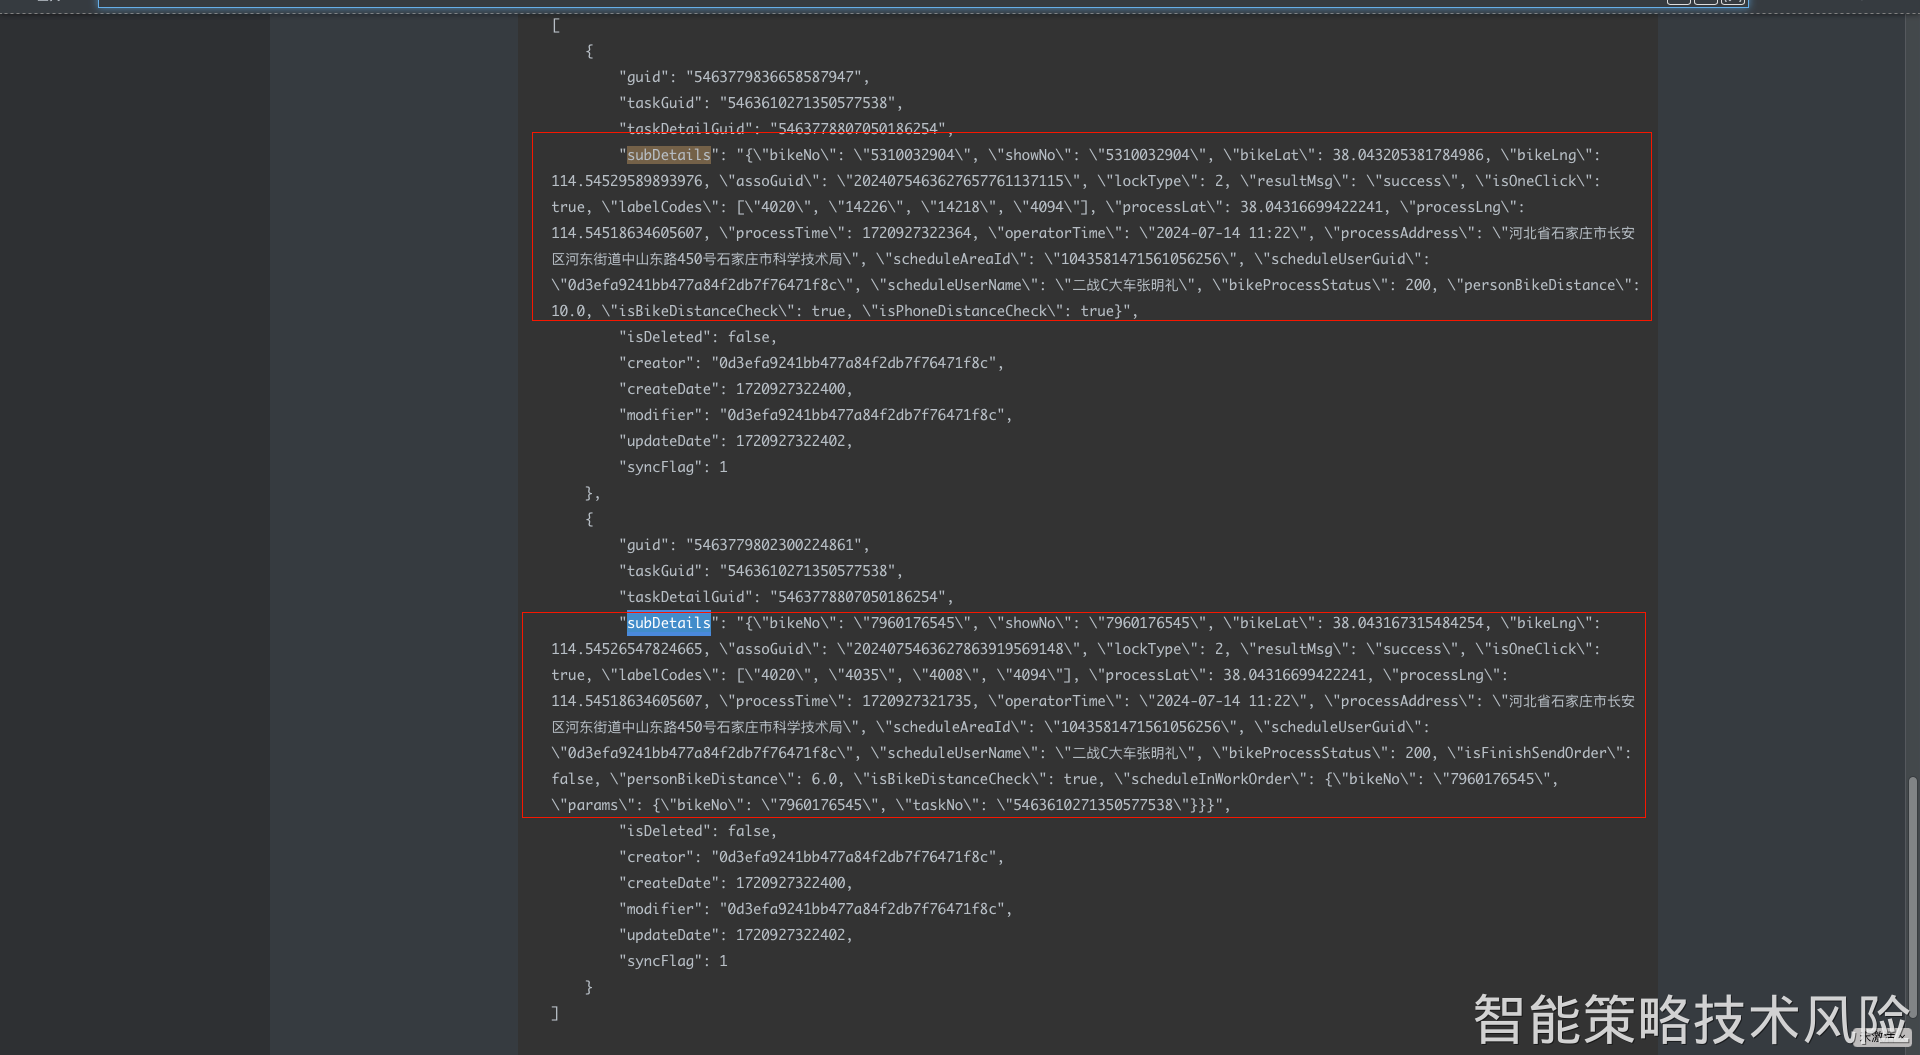 [
{
"guid": "5463779836658587947",
"taskGuid": "5463610271350577538",
"taskDetailGuid": "5463778807050186254",
"subDetails": "{\"bikeNo\": \"5310032904\", \"showNo\": \"5310032904\", \"bikeLat\": 38.043205381784986, \"bikeLng\":
114.54529589893976, \"assoGuid\": \"20240754636276577611​37115\", \"lockType\": 2, \"resultMsg\": \"success\", \"isOneClick\":
true, \"labelCodes\": [\"4020\", \"14226\", \"14218\", \"4094\"], \"processLat\": 38.04316699422241, \"processLng\":
114.54518634605607, \"processTime\": 1720927322364, \"operatorTime\": \"2024-07-14 11:22\", \"processAddress\": \"河北省石家庄市长安
区河东街道中山东路450号石家庄市科学技术局\", \"scheduleAreaId\": \"1043581471561056256\", \"scheduleUserGuid\":
\"0d3efa9241bb477a84f2db7f76471f8c\", \"scheduleUserName\": \"二战C大车张明礼\", \"bikeProcessStatus\": 200, \"personBikeDistance\":
10.0, \"isBikeDistanceCheck\": true, \"isPhoneDistanceCheck\": true}",
"isDeleted": false,
"creator": "0d3efa9241bb477a84f2db7f76471f8c",
"createDate": 1720927322400,
"modifier": "0d3efa9241bb477a84f2db7f76471f8c",
"updateDate": 1720927322402,
"syncFlag": 1
},
{
"guid": "5463779802300224861",
"taskGuid": "5463610271350577538",
"taskDetailGuid": "5463778807050186254",
"subDetails": "{\"bikeNo\": \"7960176545\", \"showNo\": \"7960176545\", \"bikeLat\": 38.043167315484254, \"bikeLng\":
114.54526547824665, \"assoGuid\": \"2024075463627863919569148\", \"lockType\": 2, \"resultMsg\": \"success\", \"isOneClick\":
true, \"labelCodes\": [\"4020\", \"4035\", \"4008\", \"4094\"], \"processLat\": 38.04316699422241, \"processLng\":
114.54518634605607, \"processTime\": 1720927321735, \"operatorTime\": \"2024-07-14 11:22\", \"processAddress\": \"河北省石家庄市长安
区河东街道中山东路450号石家庄市科学技术局\", \"scheduleAreaId\": \"1043581471561056256\", \"scheduleUserGuid\":
\"0d3efa9241bb477a84f2db7f76471f8c\", \"scheduleUserName\": \"二战C大车张明礼\", \"bikeProcessStatus\": 200, \"isFinishSendOrder\":
false, \"personBikeDistance\": 6.0, \"isBikeDistanceCheck\": true, \"scheduleInWorkOrder\": {\"bikeNo\": \"7960176545\",
\"params\": {\"bikeNo\": \"7960176545\", \"taskNo\": \"5463610271350577538\"}}}",
"isDeleted": false,
"creator": "0d3efa9241bb477a84f2db7f76471f8c",
"createDate": 1720927322400,
"modifier": "0d3efa9241bb477a84f2db7f76471f8c",
"updateDate": 1720927322402,
"syncFlag": 1
}
]
智能策略技术风险